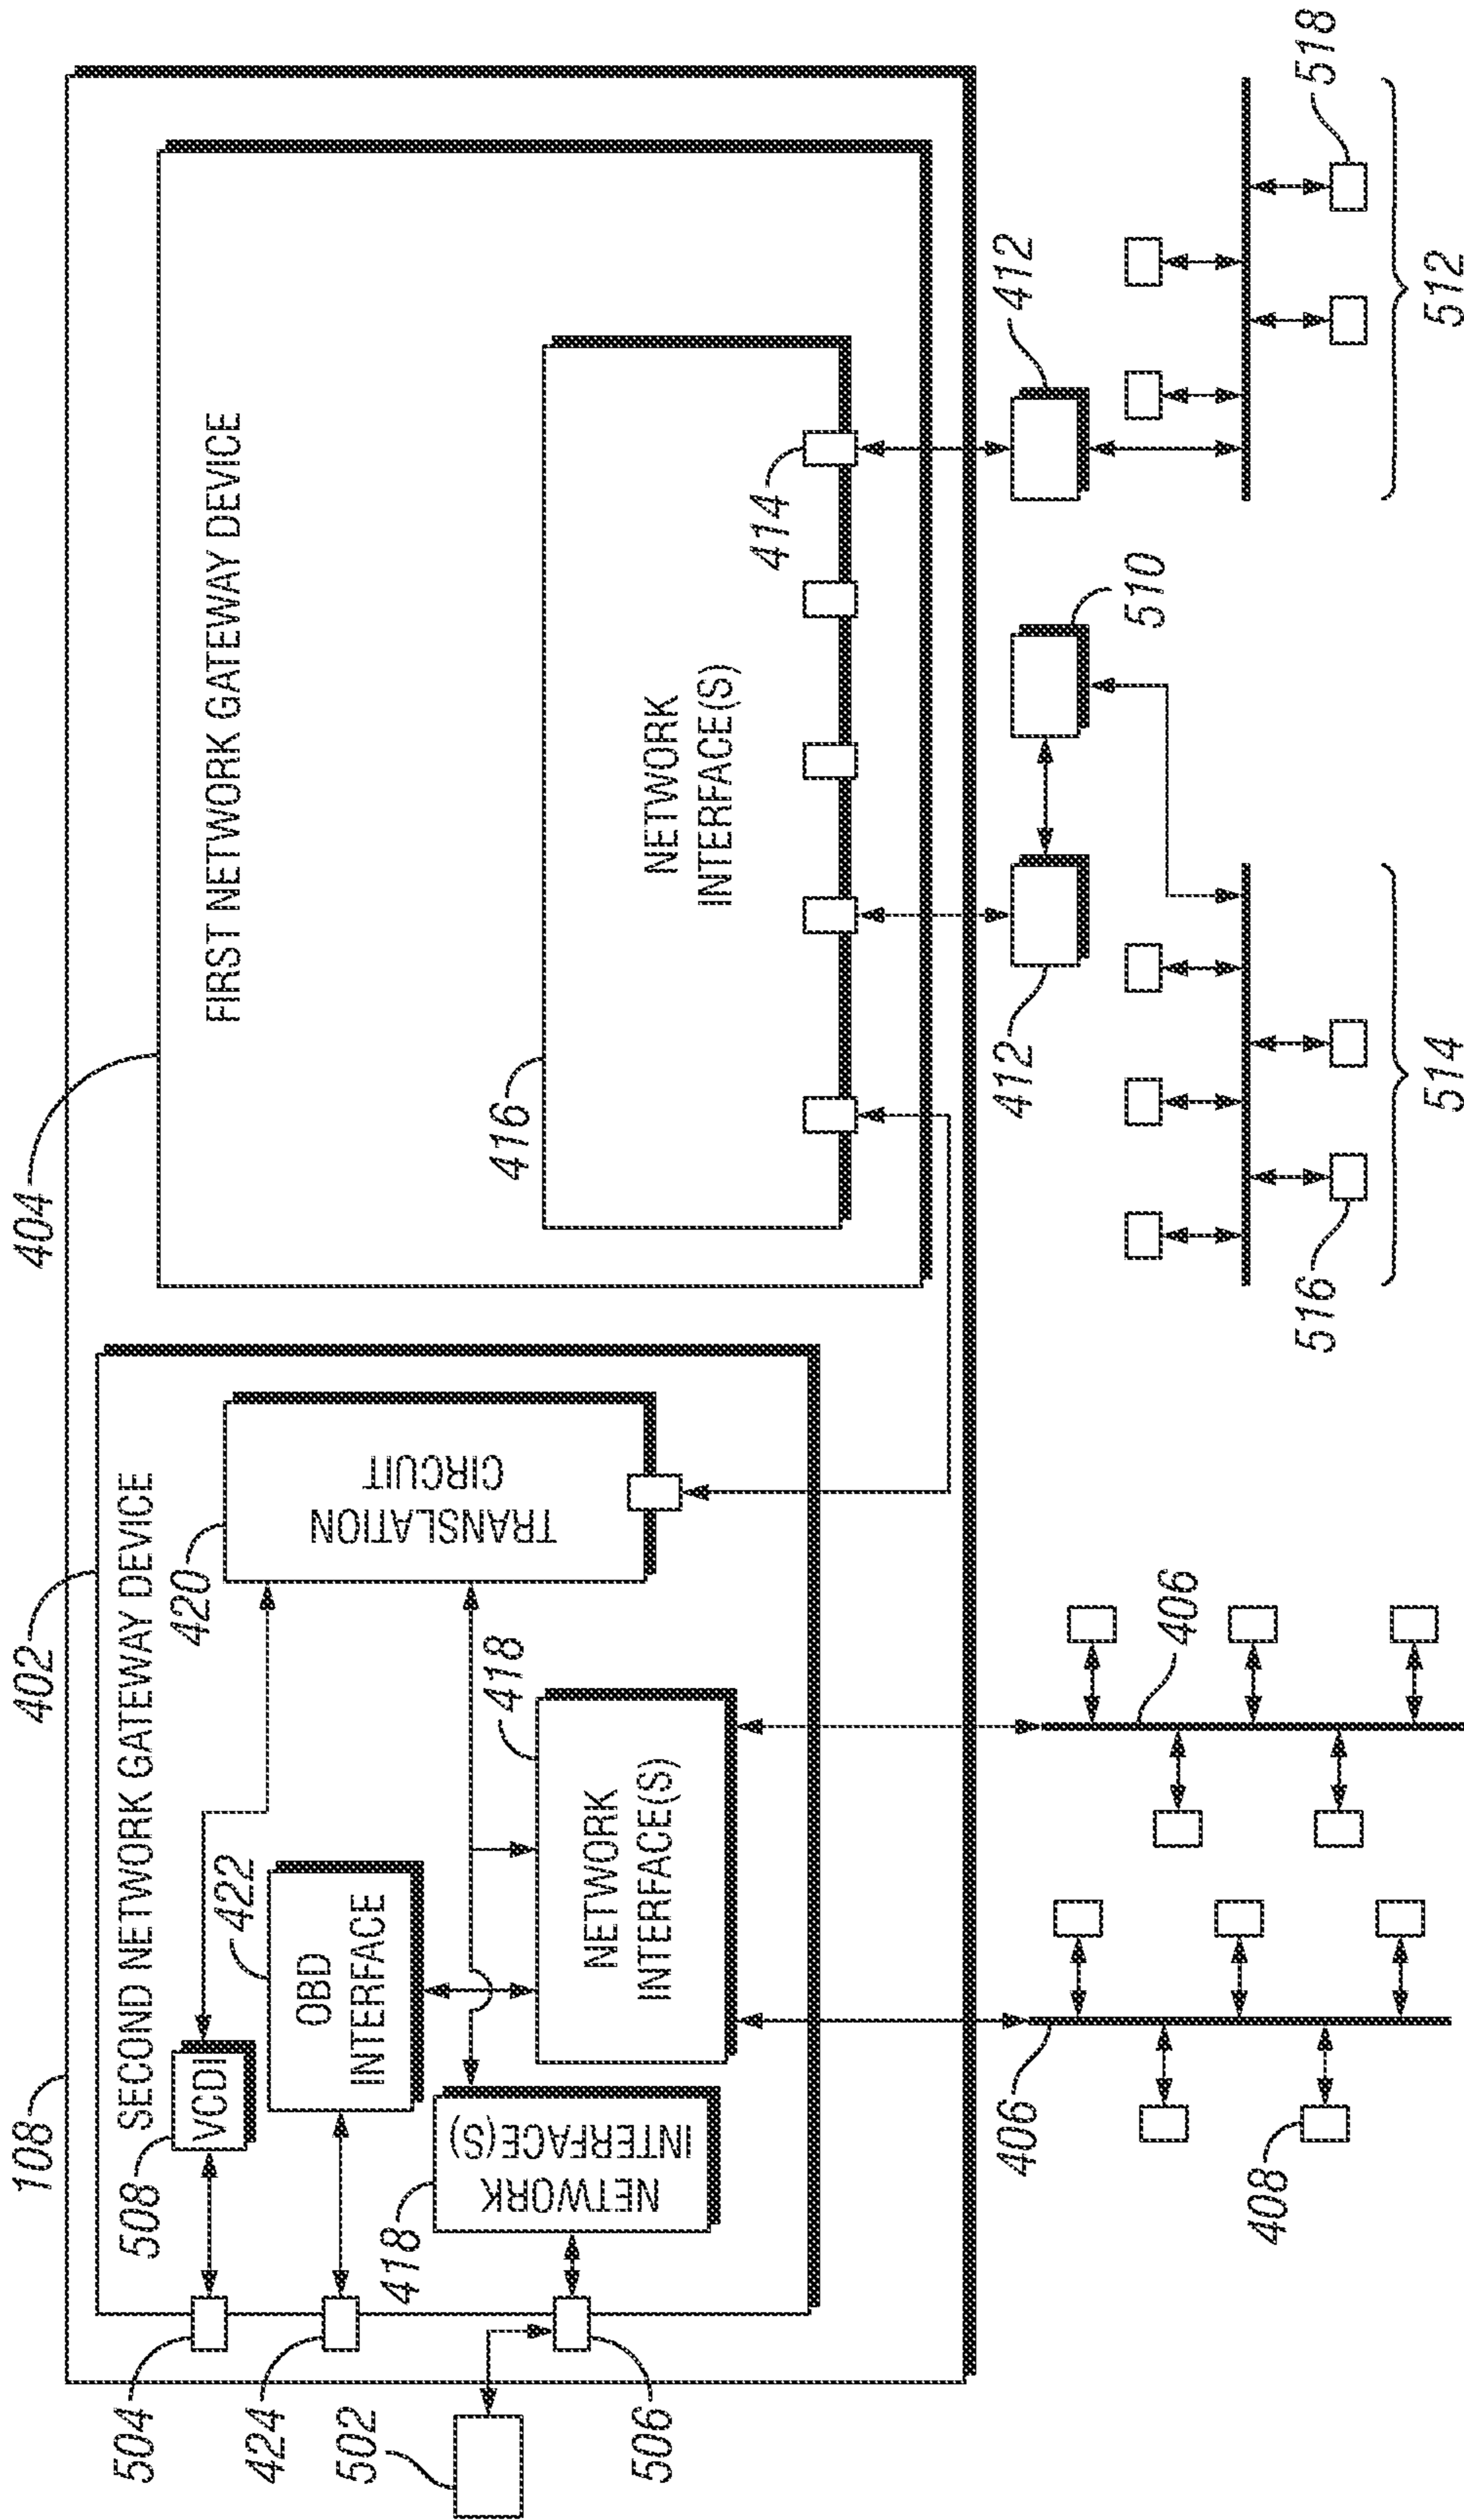 108
402
404
SECOND NETWORK GATEWAY DEVICE
FIRST NETWORK GATEWAY DEVICE
508
VCDI
504
422
OBD
INTERFACE
424
420
TRANSLATION
CIRCUIT
418
NETWORK
INTERFACE(S)
418
NETWORK
INTERFACE(S)
502
506
416
NETWORK
INTERFACE(S)
414
406
408
406
412
510
412
516
514
518
512